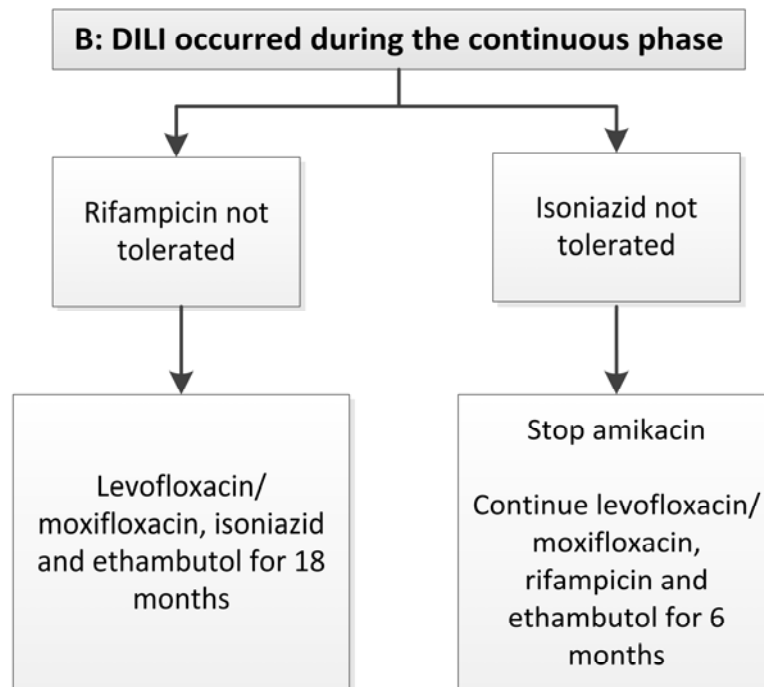 B: DILI occurred during the continuous phase
Rifampicin not
tolerated
Isoniazid not
tolerated
Levofloxacin/
moxifloxacin, isoniazid
and ethambutol for 18
months
Stop amikacin
Continue levofloxacin/
moxifloxacin,
rifampicin and
ethambutol for 6
months